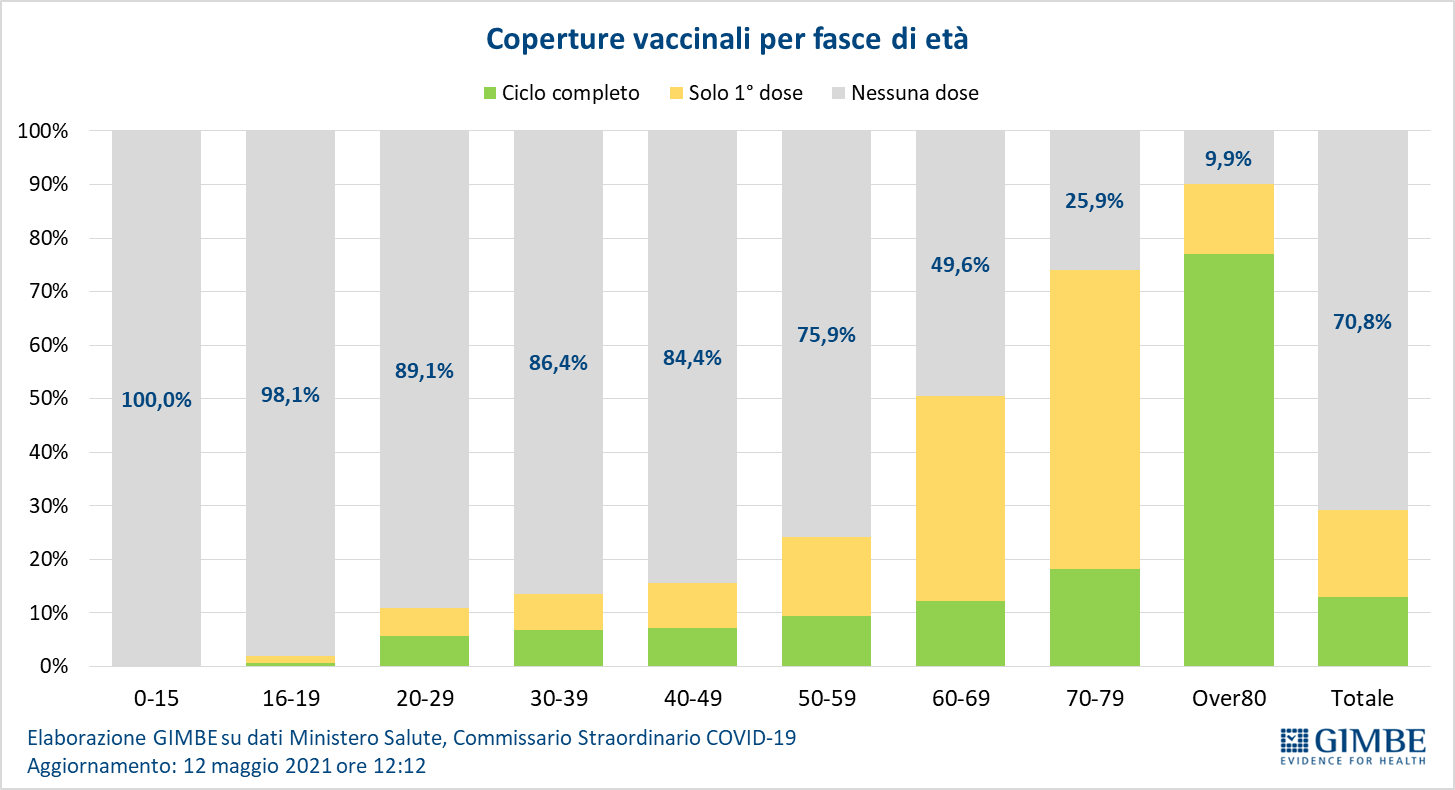 Coperture vaccinali per fasce di età
Ciclo completo Solo 1° dose Nessuna dose
100%
90%
80%
70%
60%
50%
40%
30%
20%
10%
0%
100,0% 98,1% 89,1% 86,4% 84,4% 75,9% 49,6% 25,9% 9,9% 70,8%
0-15 16-19 20-29 30-39 40-49 50-59 60-69 70-79 Over80 Totale
Elaborazione GIMBE su dati Ministero Salute, Commissario Straordinario COVID-19
Aggiornamento: 12 maggio 2021 ore 12:12
GIMBE
EVIDENCE FOR HEALTH